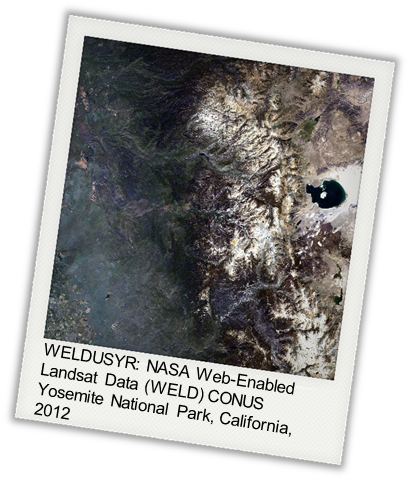 WELDUSYR: NASA Web-Enabled
Landsat Data (WELD) CONUS
Yosemite National Park, California,
2012